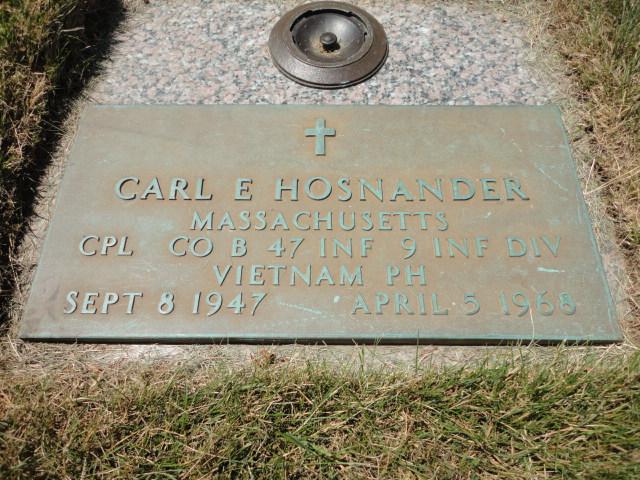 CARL E HOSNANDER
MASSACHUSETTS
CPL CO B 47 INF 9 INF DIV
VIETNAM PH
SEPT 8 1947 APRIL 5 1968